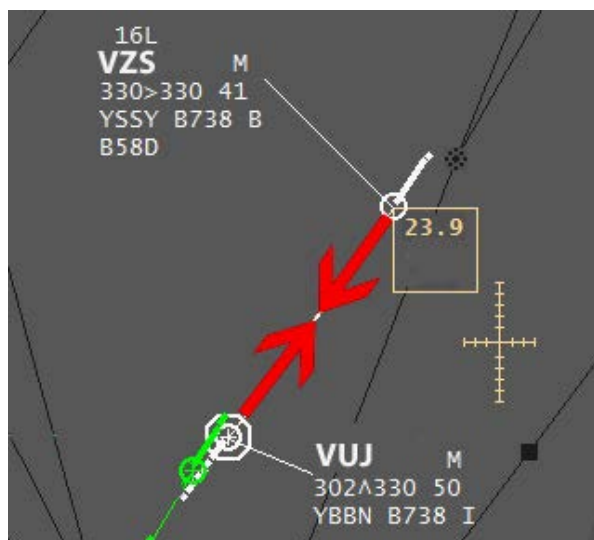 16L
VZS M
330>330 41
YSSY B738 B
B58D
23.9
VUJ M
302^330 50
YBBN B738 I